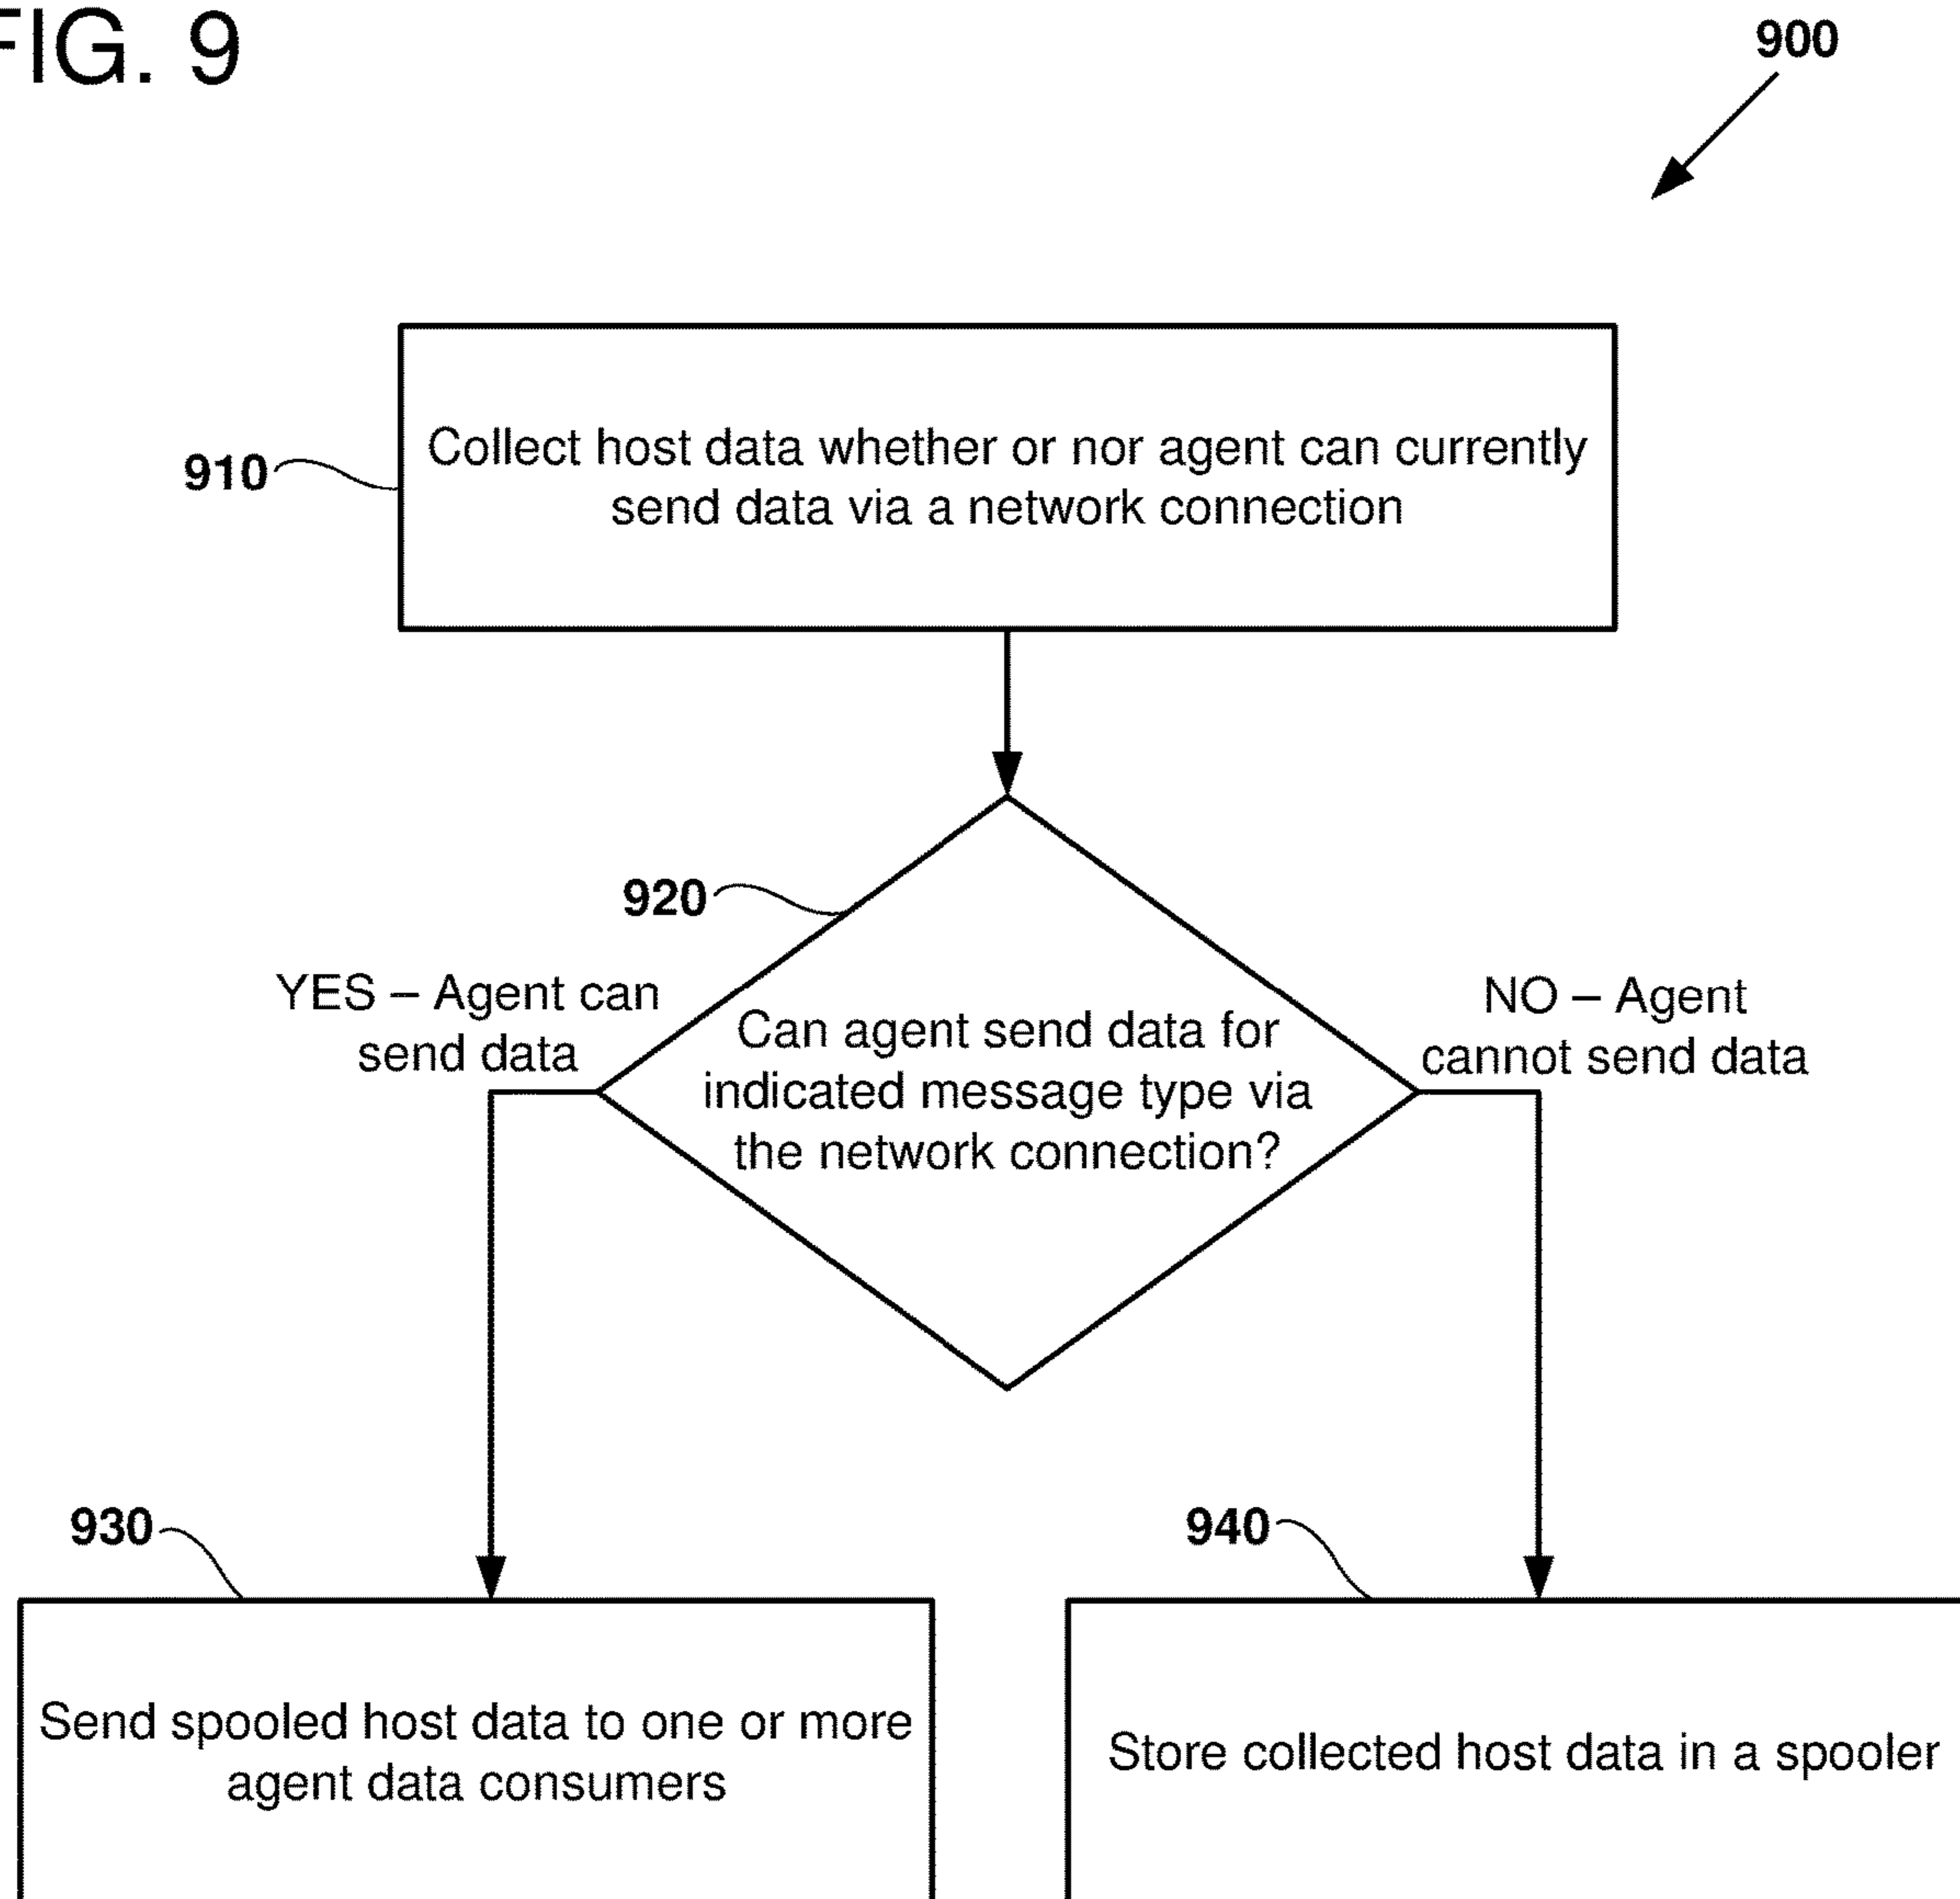 FIG. 9
900
910
Collect host data whether or nor agent can currently
send data via a network connection
920
YES – Agent can
send data
Can agent send data for
indicated message type via
the network connection?
NO – Agent
cannot send data
930
940
Send spooled host data to one or more
agent data consumers
Store collected host data in a spooler